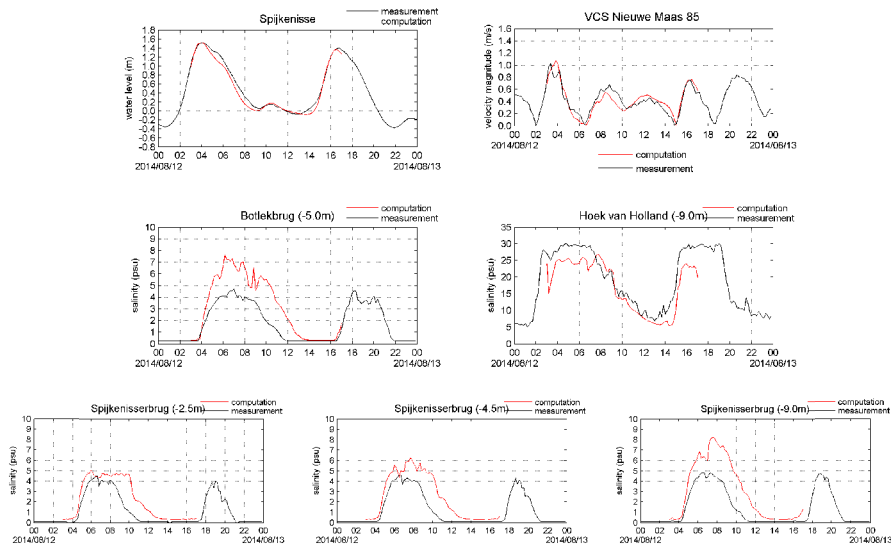 Spijkenisse
measurement
computation
water level (m)
1.8
1.6
1.4
1.2
1.0
0.8
0.6
0.4
0.2
-0.0
-0.2
-0.4
-0.6
-0.8
00 02 04 06 08 10 12 14 16 18 20 22 00
2014/08/12 2014/08/13
VCS Nieuwe Maas 85
velocity magnitude (m/s)
1.6
1.4
1.2
1.0
0.8
0.6
0.4
0.2
0.0
00 02 04 06 08 10 12 14 16 18 20 22 00
2014/08/12 2014/08/13
computation
measurement
Botlekbrug (-5.0m)
computation
measurement
salinity (psu)
10
9
8
7
6
5
4
3
2
1
0
00 02 04 06 08 10 12 14 16 18 20 22 00
2014/08/12 2014/08/13
Hoek van Holland (-9.0m)
computation
measurement
salinity (psu)
35
30
25
20
15
10
5
0
00 02 04 06 08 10 12 14 16 18 20 22 00
2014/08/12 2014/08/13
Spijkenisserbrug (-2.5m)
computation
measurement
salinity (psu)
10
9
8
7
6
5
4
3
2
1
0
00 02 04 06 08 10 12 14 16 18 20 22 00
2014/08/12 2014/08/13
Spijkenisserbrug (-4.5m)
computation
measurement
salinity (psu)
10
9
8
7
6
5
4
3
2
1
0
00 02 04 06 08 10 12 14 16 18 20 22 00
2014/08/12 2014/08/13
Spijkenisserbrug (-9.0m)
computation
measurement
salinity (psu)
10
9
8
7
6
5
4
3
2
1
0
00 02 04 06 08 10 12 14 16 18 20 22 00
2014/08/12 2014/08/13